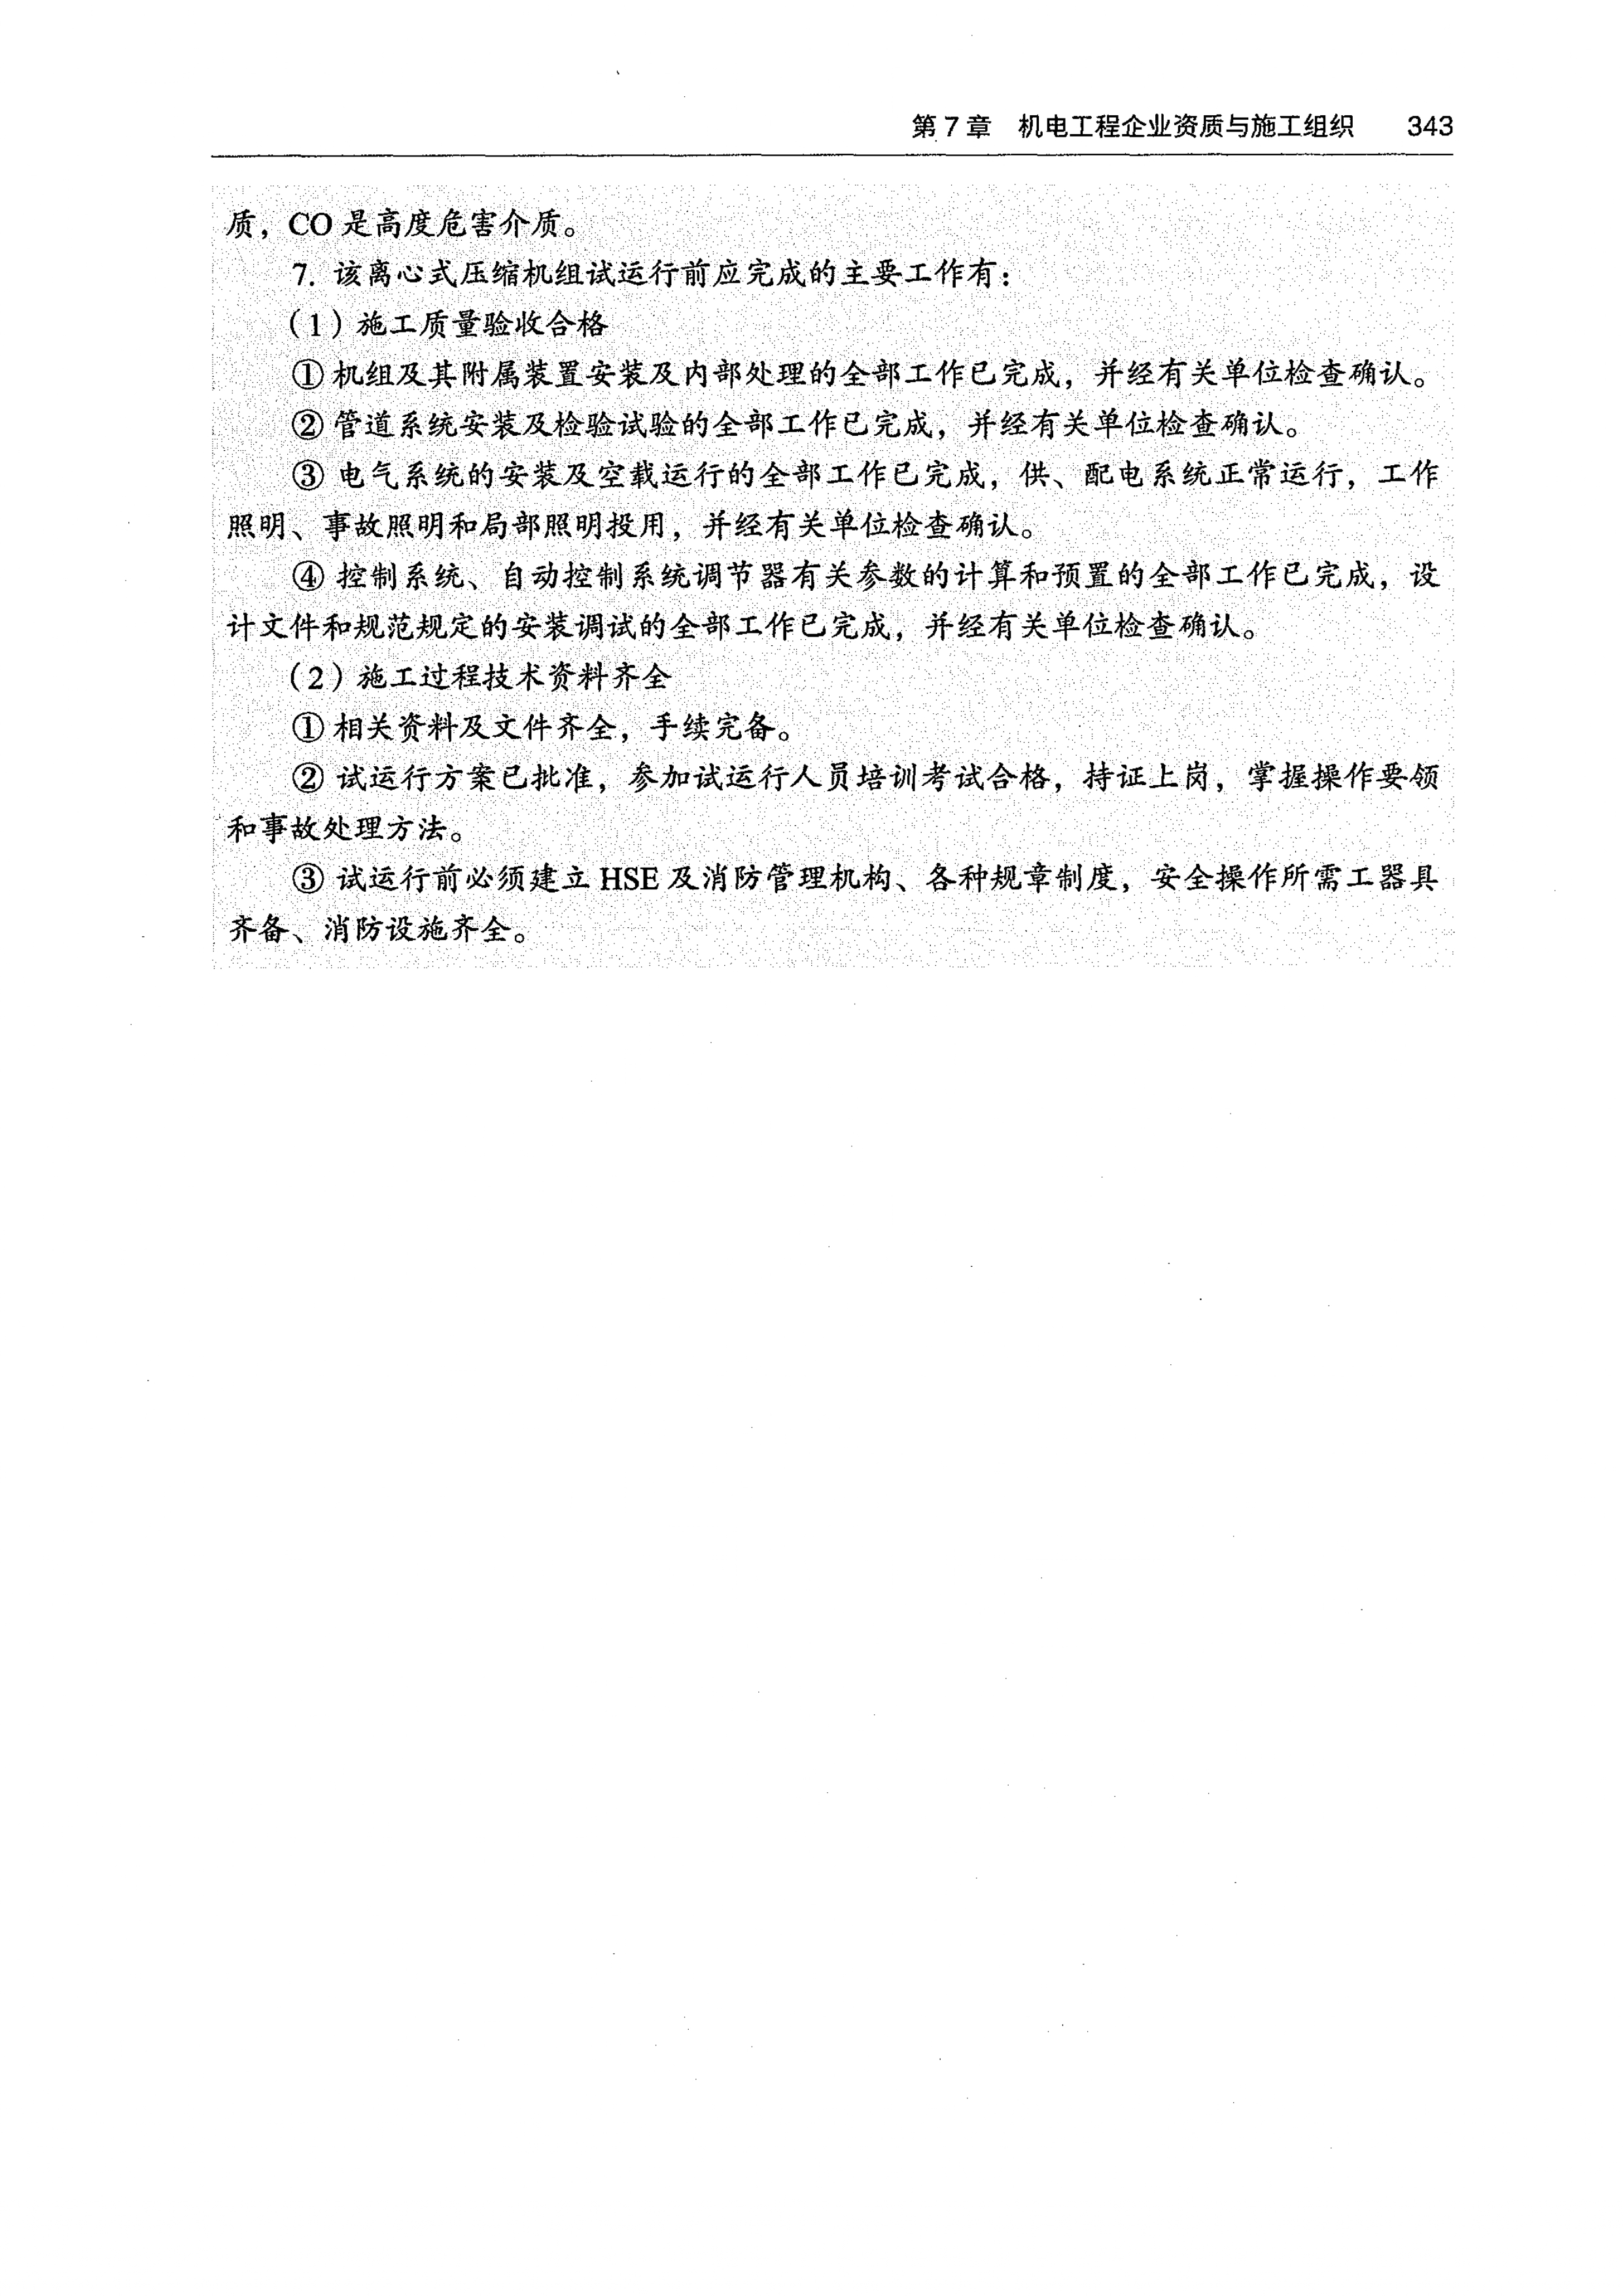 第7章 机电工程企业资质与施工组织 343
质，CO是高度危害介质。
7. 该离心式压缩机组试运行前应完成的主要工作有：
（1）施工质量验收合格
①机组及其附属装置安装及内部处理的全部工作已完成，并经有关单位检查确认。
②管道系统安装及检验试验的全部工作已完成，并经有关单位检查确认。
③电气系统的安装及空载运行的全部工作已完成，供、配电系统正常运行，工作
照明、事故照明和局部照明投用，并经有关单位检查确认。
④控制系统、自动控制系统调节器有关参数的计算和预置的全部工作已完成，设
计文件和规范规定的安装调试的全部工作已完成，并经有关单位检查确认。
（2）施工过程技术资料齐全
①相关资料及文件齐全，手续完备。
②试运行方案已批准，参加试运行人员培训考试合格，持证上岗，掌握操作要领
和事故处理方法。
③试运行前必须建立HSE及消防管理机构、各种规章制度，安全操作所需工器具
齐备、消防设施齐全。